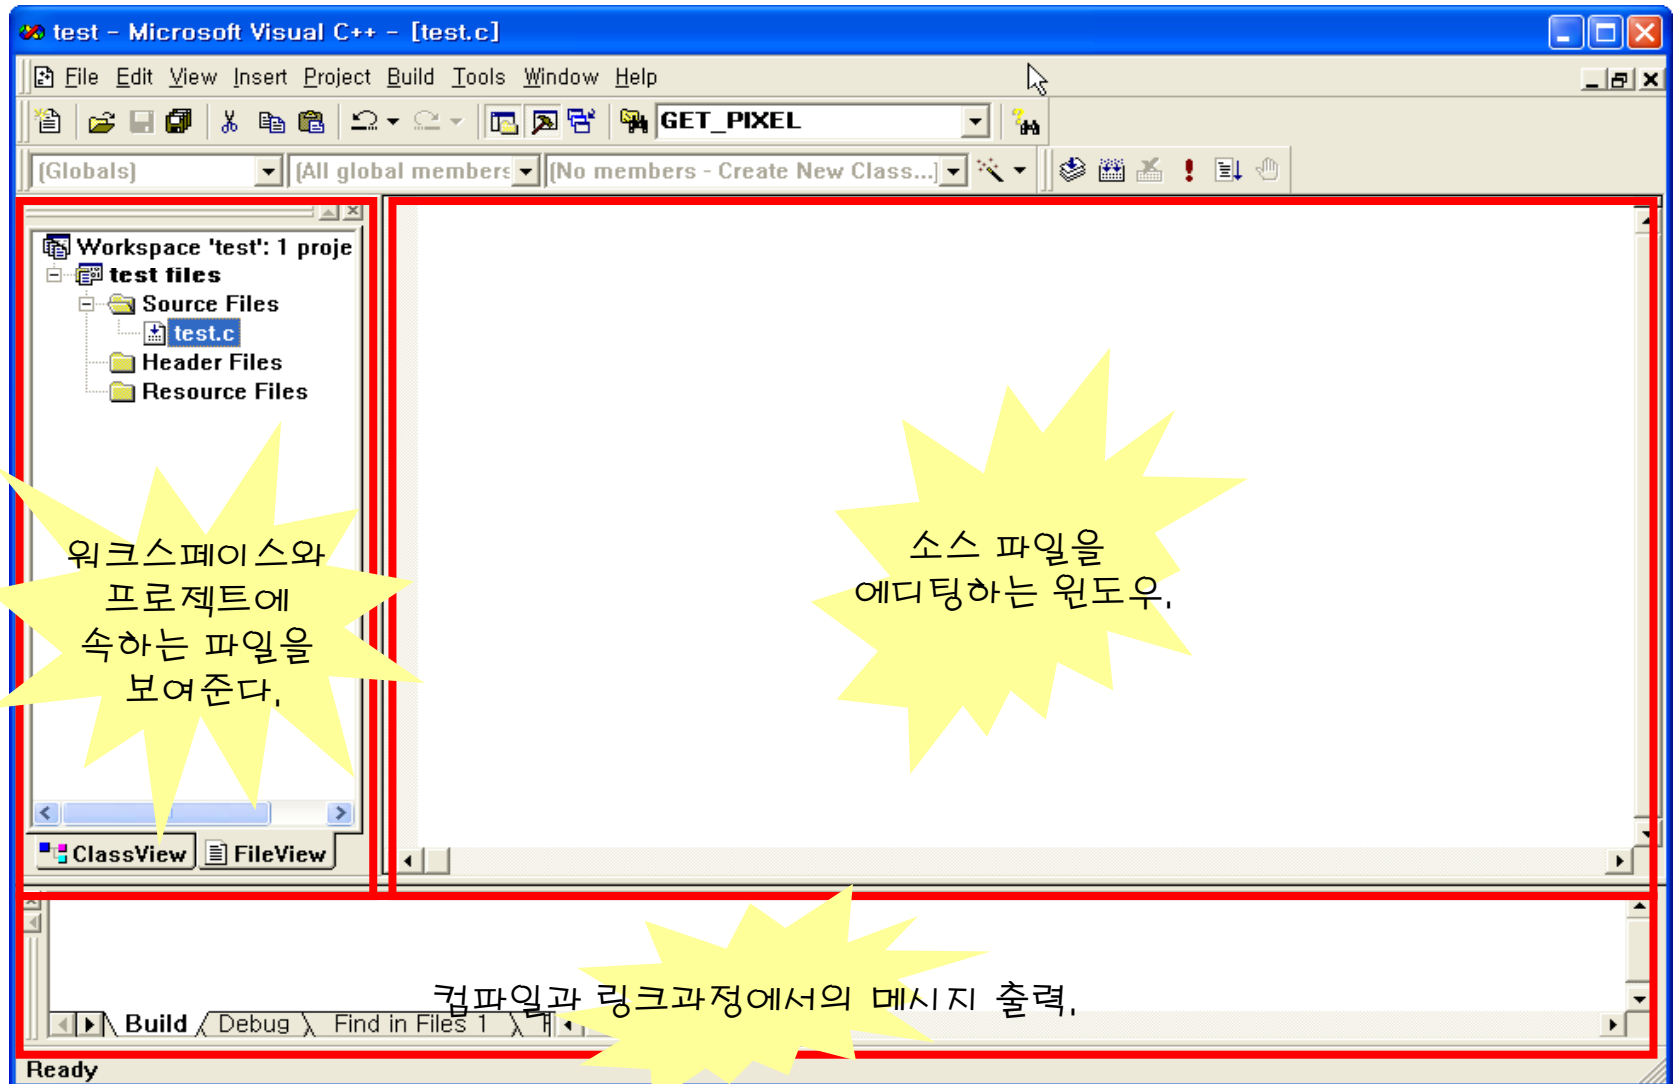 test - Microsoft Visual C++ - [test.c]
File Edit View Insert Project Build Tools Window Help
GET_PIXEL
(Globals) (All global members (No members - Create New Class...)
Workspace 'test': 1 proje
test files
Source Files
test.c
Header Files
Resource Files
워크스페이스와
프로젝트에
속하는 파일을
보여준다.
소스 파일을
에디팅하는 윈도우.
ClassView FileView
컴파일과 링크과정에서의 메시지 출력.
Build Debug Find in Files 1
Ready